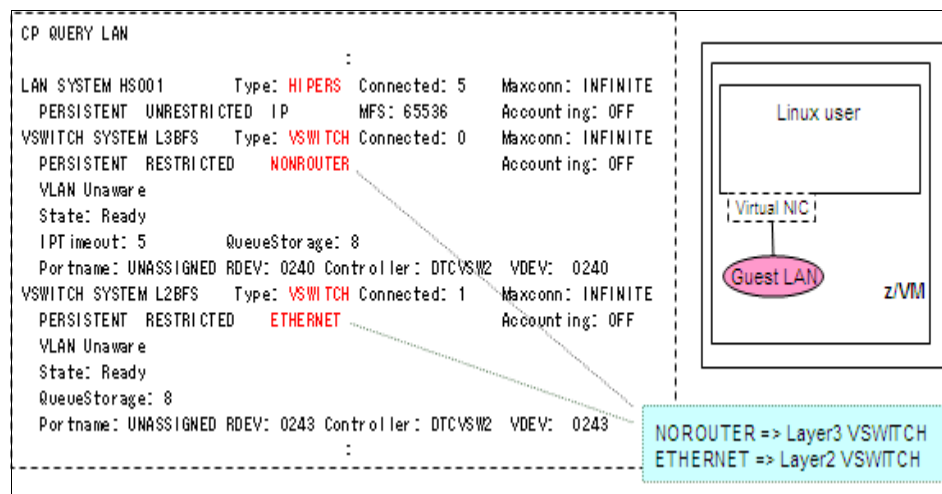 CP QUERY LAN
:
LAN SYSTEM HS001 Type: HIPERS Connected: 5 Maxconn: INFINITE
PERSISTENT UNRESTRICTED IP MFS: 65536 Accounting: OFF
VSWITCH SYSTEM L3BFS Type: VSWITCH Connected: 0 Maxconn: INFINITE
PERSISTENT RESTRICTED NONROUTER Accounting: OFF
VLAN Unaware
State: Ready
IPTimeout: 5 QueueStorage: 8
Portname: UNASSIGNED RDEV: 0240 Controller: DTCVSW2 VDEV: 0240
VSWITCH SYSTEM L2BFS Type: VSWITCH Connected: 1 Maxconn: INFINITE
PERSISTENT RESTRICTED ETHERNET Accounting: OFF
VLAN Unaware
State: Ready
QueueStorage: 8
Portname: UNASSIGNED RDEV: 0243 Controller: DTCVSW2 VDEV: 0243
:
Linux user
Virtual NIC
Guest LAN
z/VM
NOROUTER => Layer3 VSWITCH
ETHERNET => Layer2 VSWITCH